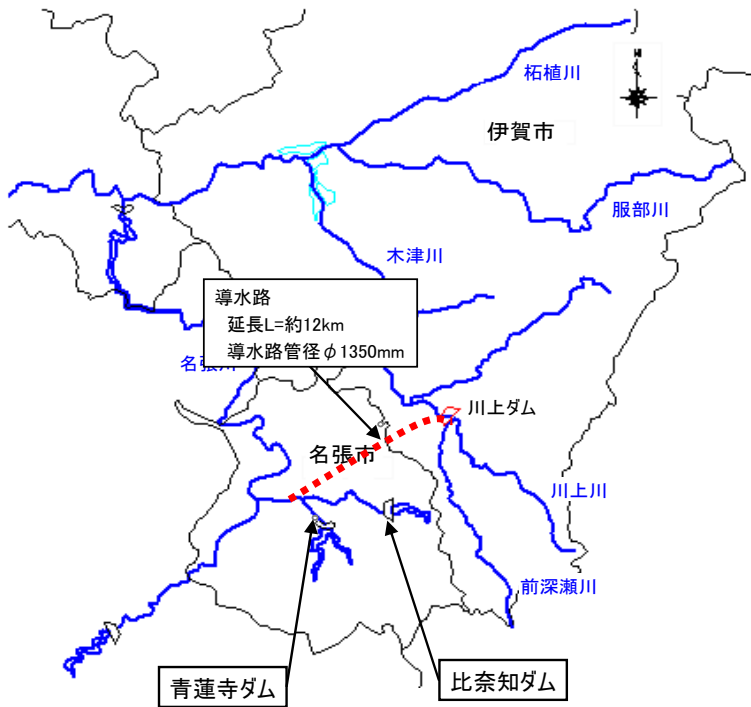 柘植川
N
伊賀市
服部川
木津川
導水路
延長L=約12km
導水路管径φ1350mm
名張川
川上ダム
名張市
川上川
前深瀬川
青蓮寺ダム
比奈知ダム